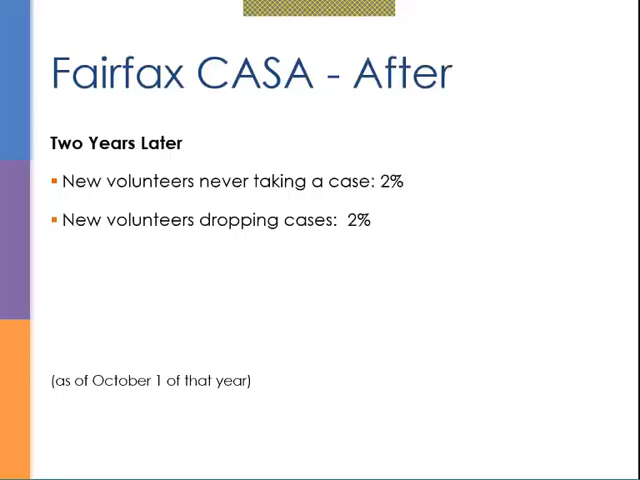 Fairfax CASA - After
Two Years Later
▪ New volunteers never taking a case: 2%
▪ New volunteers dropping cases:  2%
(as of October 1 of that year)